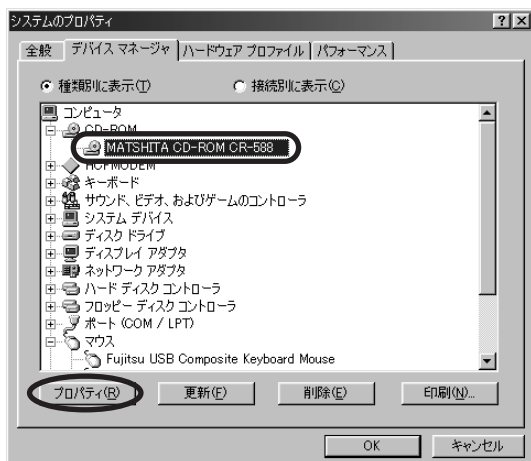 システムのプロパティ
全般 デバイス マネージャ ハードウェア プロファイル パフォーマンス
種類別に表示(T) 接続別に表示(C)
コンピュータ
CD-ROM
MATSHITA CD-ROM CR-588
HCFMODEM
キーボード
サウンド、ビデオ、およびゲームのコントローラ
システム デバイス
ディスク ドライブ
ディスプレイ アダプタ
ネットワーク アダプタ
ハード ディスク コントローラ
フロッピー ディスク コントローラ
ポート (COM / LPT)
マウス
Fujitsu USB Composite Keyboard Mouse
プロパティ(R) 更新(F) 削除(E) 印刷(N)...
OK キャンセル